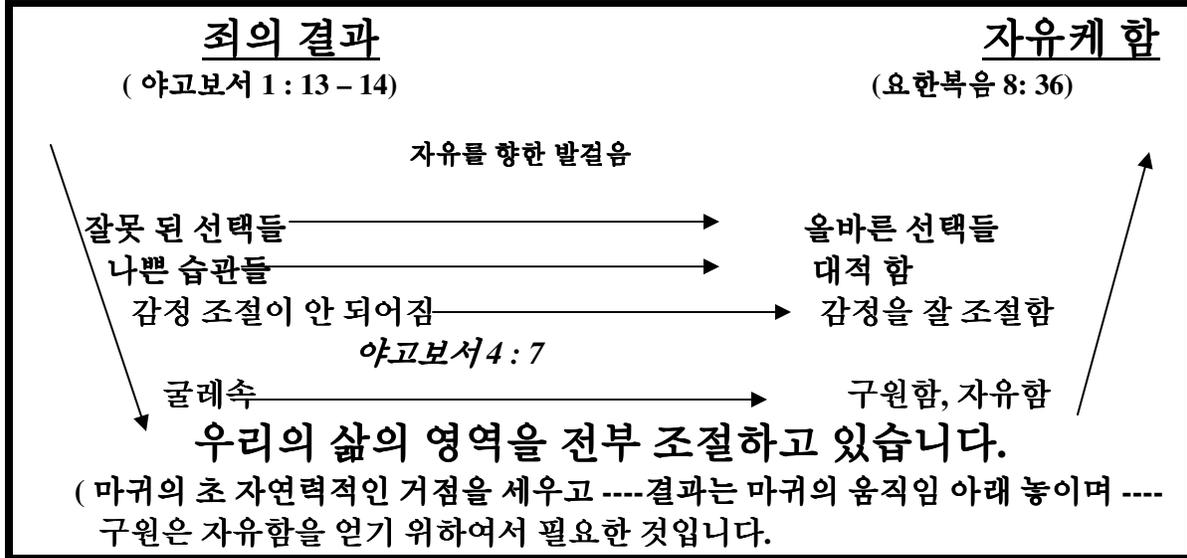 죄의 결과 자유케 함
( 야고보서 1 : 13 – 14) (요한복음 8: 36)
자유를 향한 발걸음
잘못 된 선택들 올바른 선택들
나쁜 습관들 대적 함
감정 조절이 안 되어짐 감정을 잘 조절함
야고보서 4 : 7
굴레속 구원함, 자유함
우리의 삶의 영역을 전부 조절하고 있습니다.
( 마귀의 초 자연력적인 거점을 세우고 ----결과는 마귀의 움직임 아래 놓이며 ----
구원은 자유함을 얻기 위하여서 필요한 것입니다.